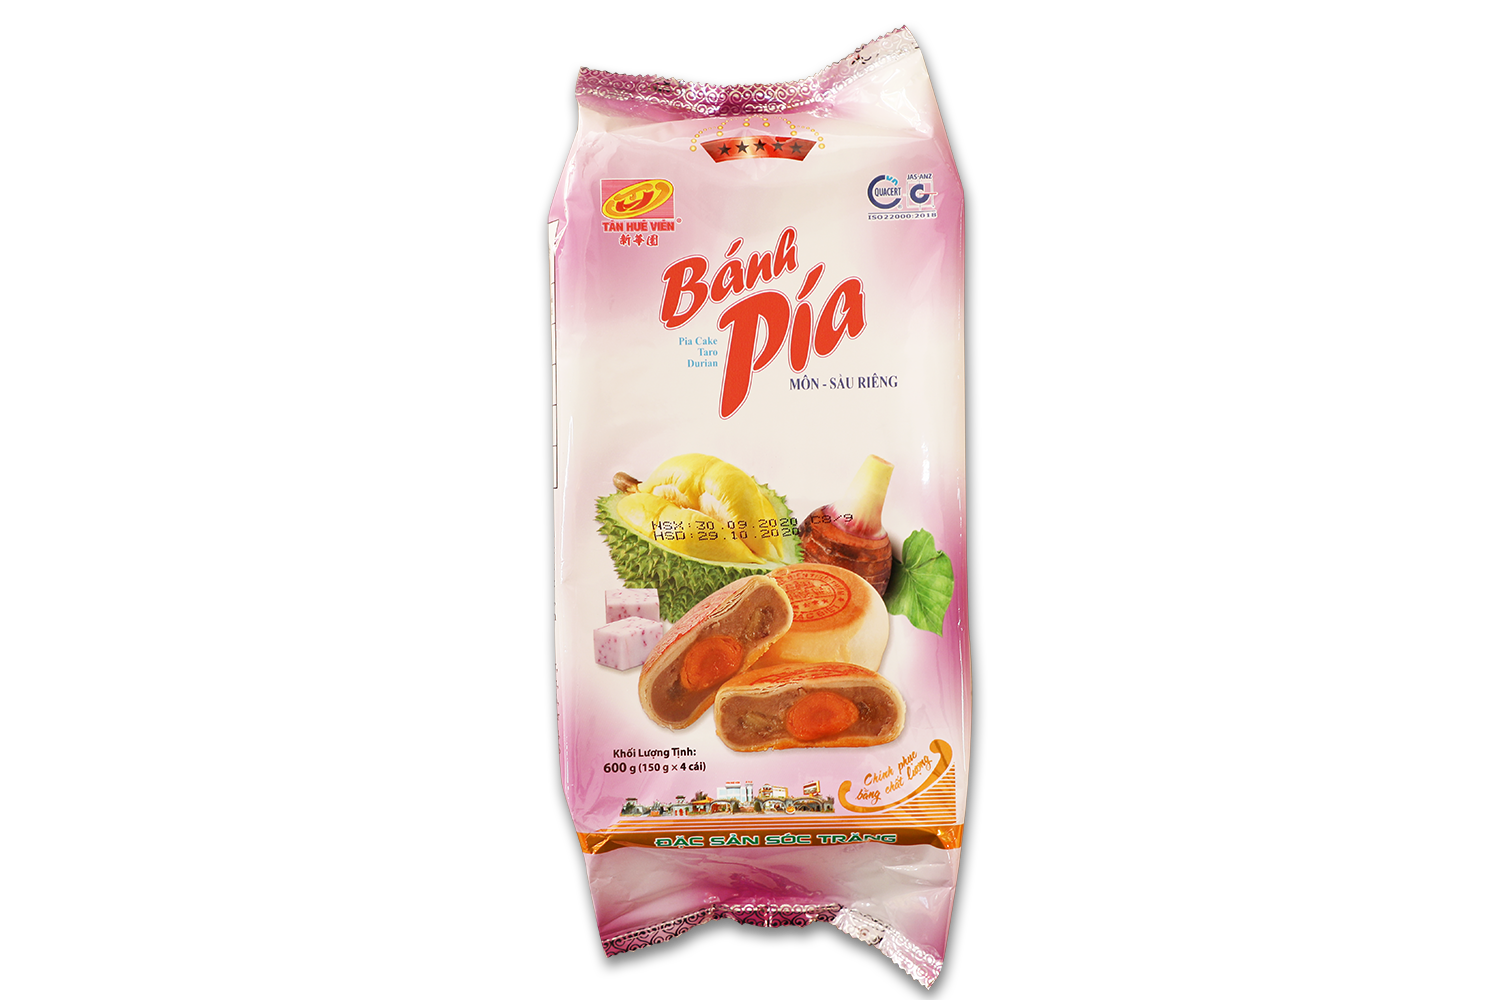 TÂN HUÊ VIÊN
新華園
QUACERT
JAS-ANZ
ISO22000:2018
Bánh
Pía
Pia Cake
Taro
Durian
MÔN - SẦU RIÊNG
NSX: 30.09.2020 C8/9
HSD: 29.10.2020
Khối Lượng Tịnh:
600 g (150 g × 4 cái)
Chinh phục
bằng chất lượng
ĐẶC SẢN SÓC TRĂNG